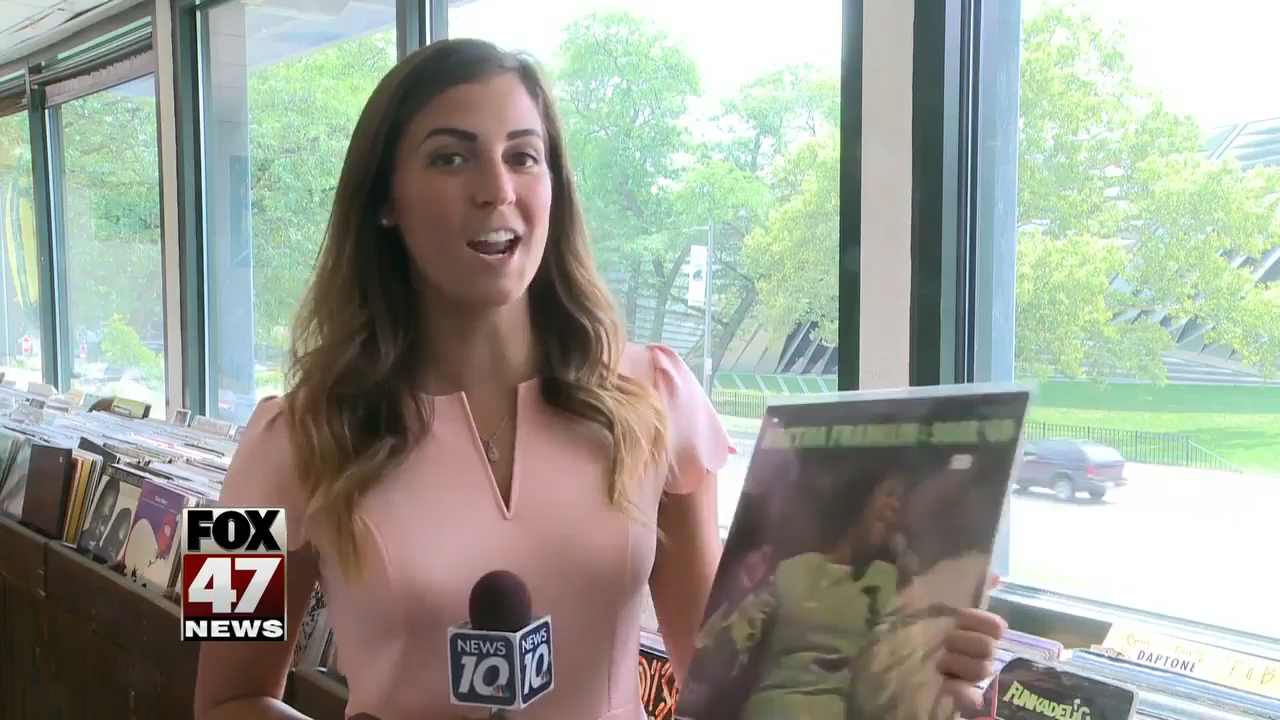 ARETHA FRANKLIN: SOUL '69
FOX
47
NEWS
NEWS
10
NEWS
10
DAPTONE
FUNKADELIC